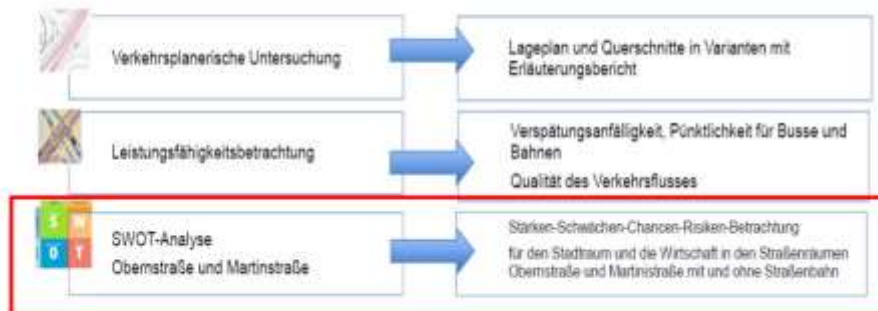 Verkehrsplanerische Untersuchung
Lageplan und Querschnitte in Varianten mit
Erläuterungsbericht
Leistungsfähigkeitsbetrachtung
Verspätungsanfälligkeit, Pünktlichkeit für Busse und
Bahnen
Qualität des Verkehrsflusses
S W
O T
SWOT-Analyse
Obernstraße und Martinstraße
Stärken-Schwächen-Chancen-Risiken-Betrachtung
für den Stadtraum und die Wirtschaft in den Straßenräumen
Obernstraße und Martinistraße mit und ohne Straßenbahn